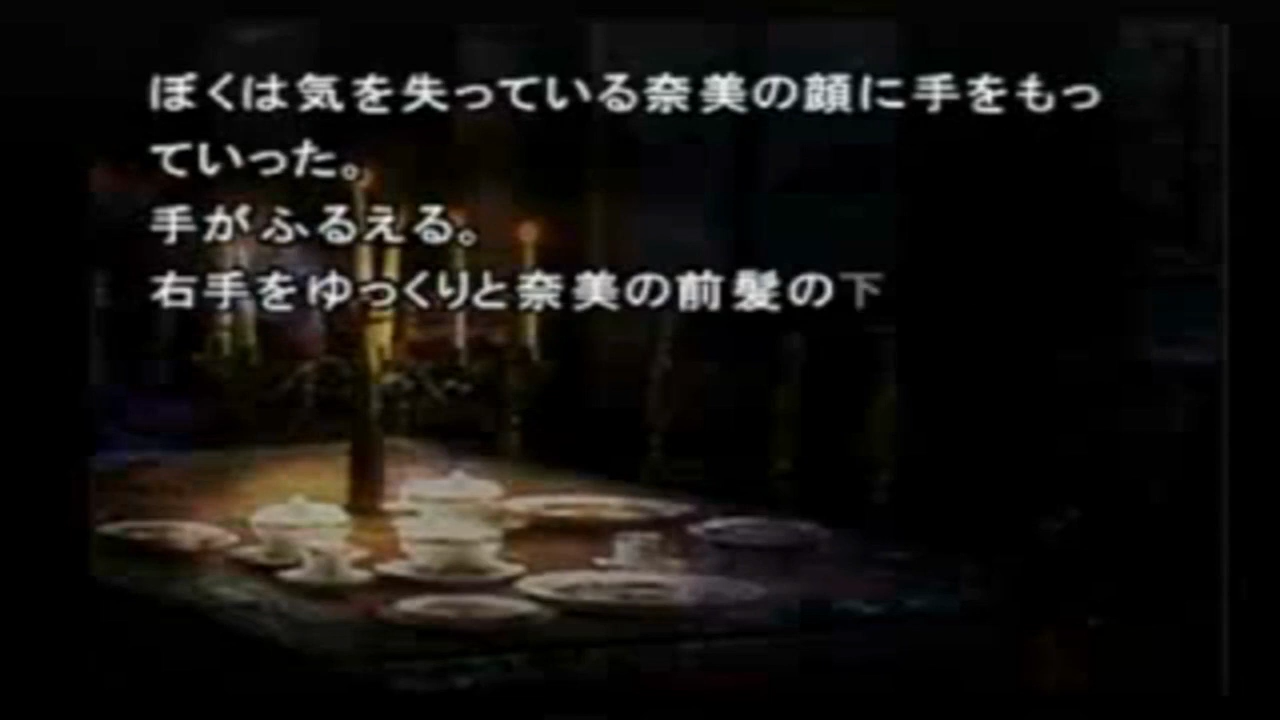 ぼくは気を失っている奈美の顔に手をもっ
ていった。
手がふるえる。
右手をゆっくりと奈美の前髪の下